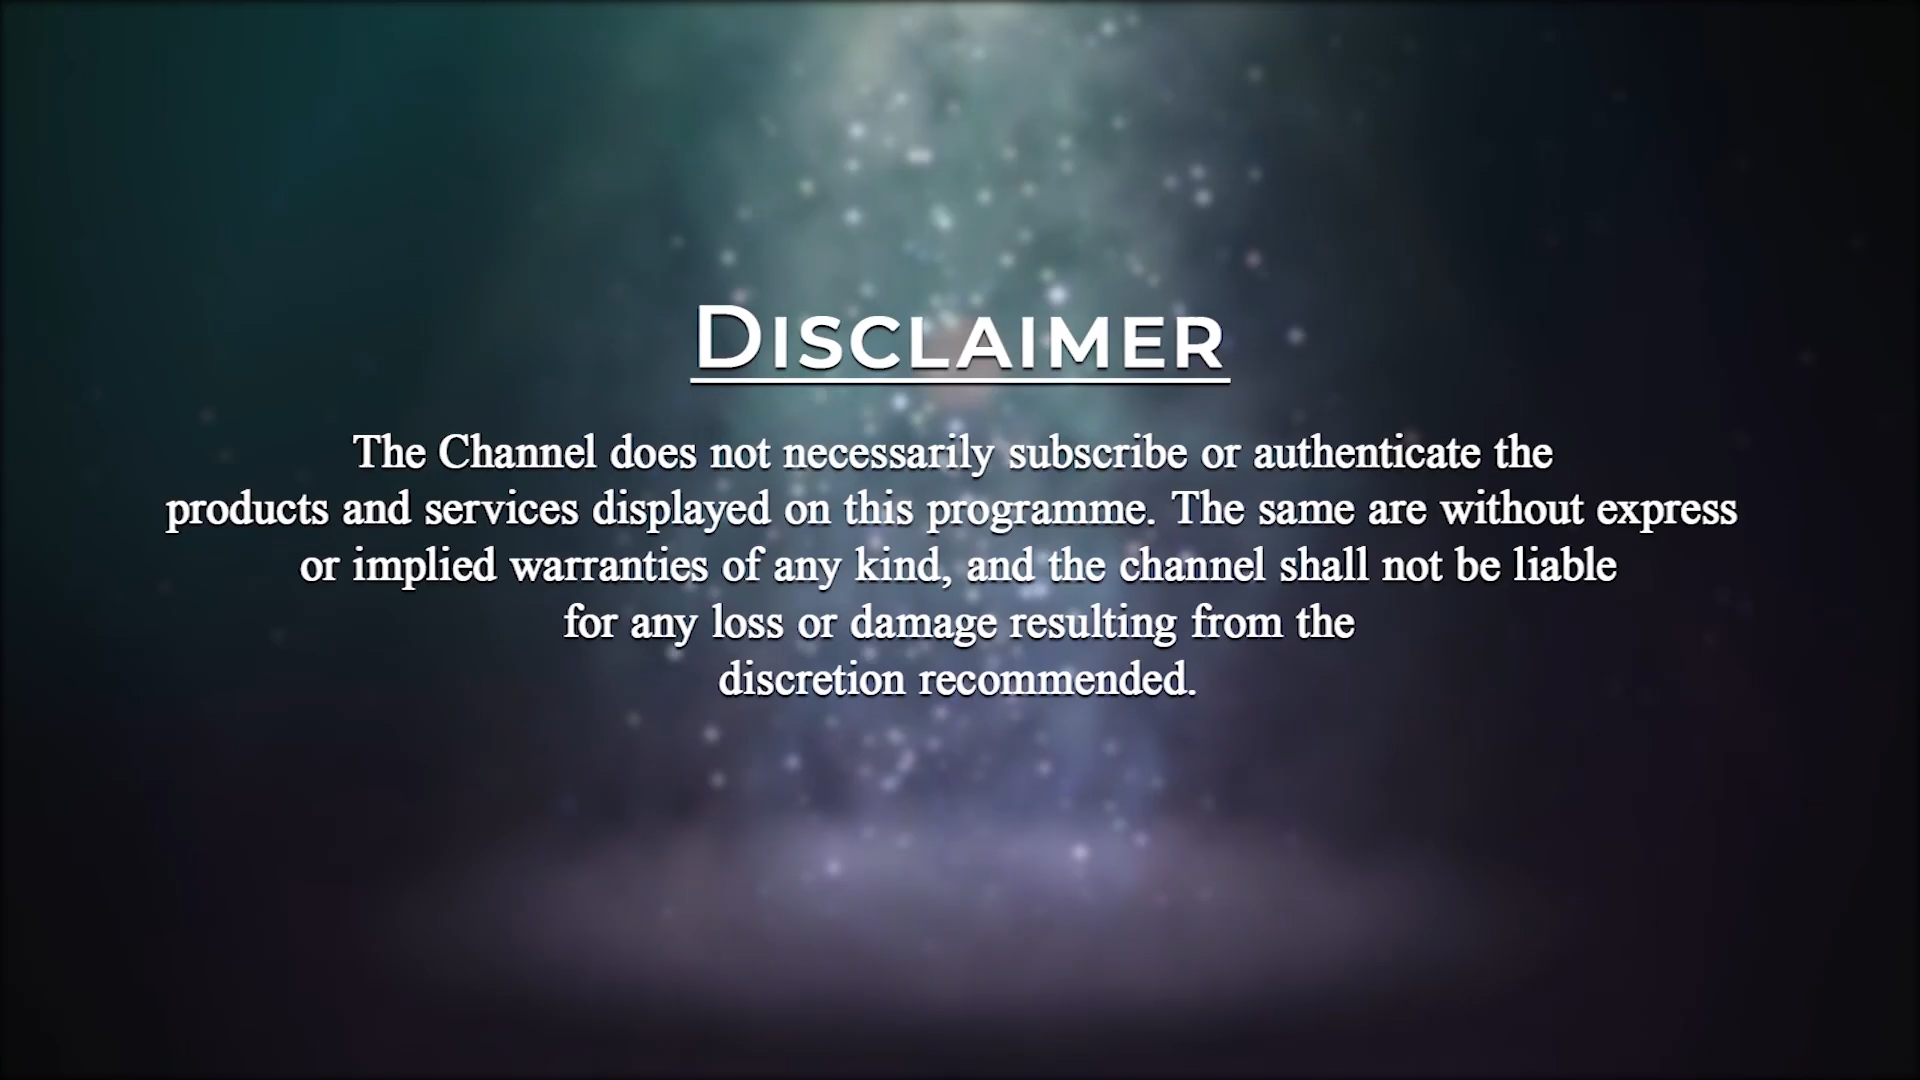 DISCLAIMER
The Channel does not necessarily subscribe or authenticate the
products and services displayed on this programme. The same are without express
or implied warranties of any kind, and the channel shall not be liable
for any loss or damage resulting from the
discretion recommended.